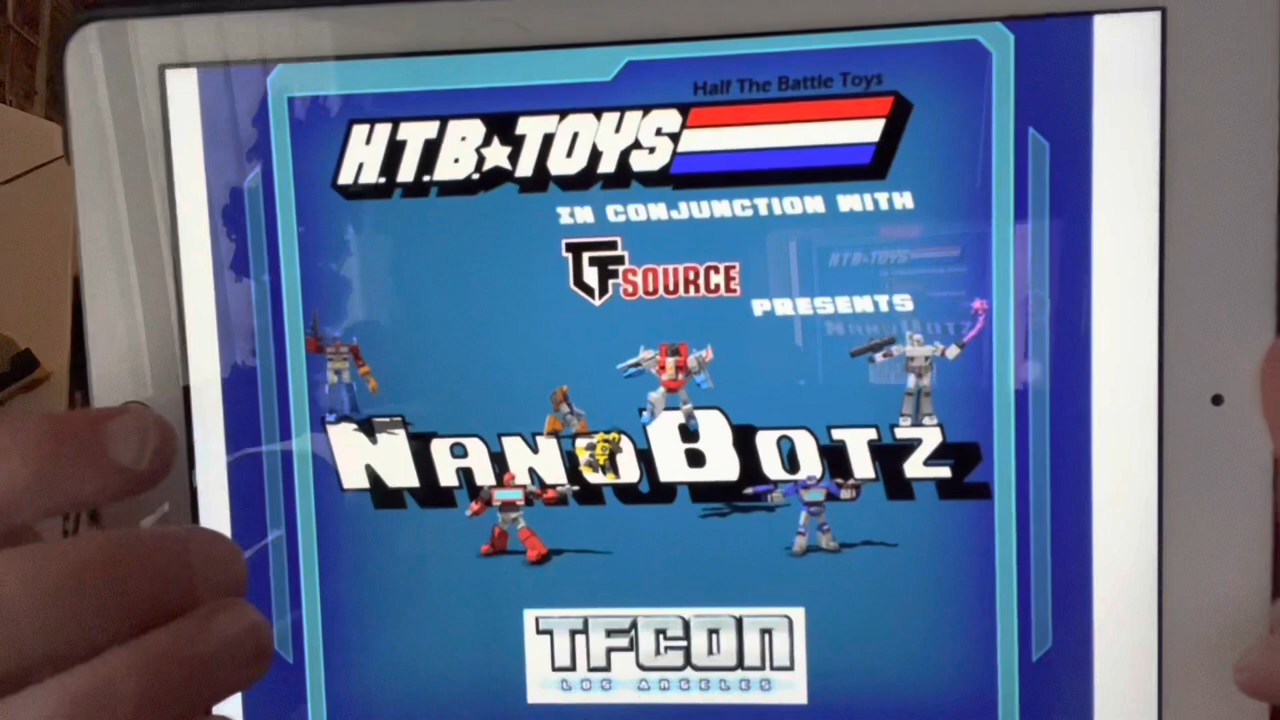 Half The Battle Toys
H.T.B.★TOYS
IN CONJUNCTION WITH
TFSOURCE
PRESENTS
NANOBOTZ
TFCON
LOS ANGELES